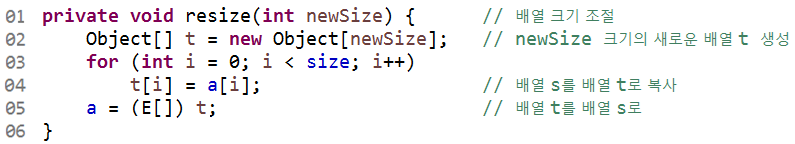 01 private void resize(int newSize) { // 배열 크기 조절
02 Object[] t = new Object[newSize]; // newSize 크기의 새로운 배열 t 생성
03 for (int i = 0; i < size; i++)
04 t[i] = a[i]; // 배열 s를 배열 t로 복사
05 a = (E[]) t; // 배열 t를 배열 s로
06 }